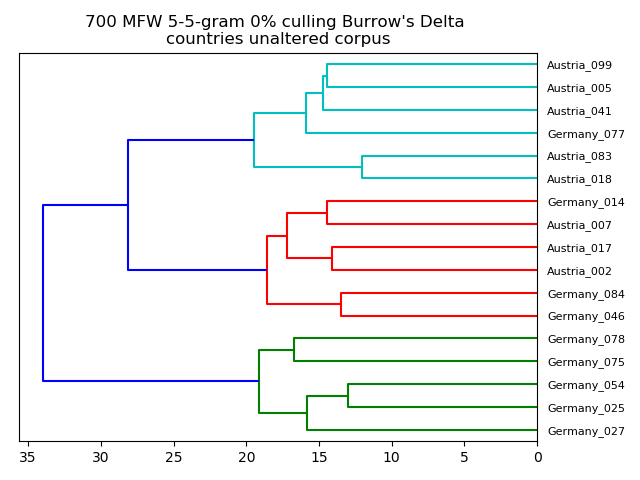 700 MFW 5-5-gram 0% culling Burrow's Delta
countries unaltered corpus
Austria_099
Austria_005
Austria_041
Germany_077
Austria_083
Austria_018
Germany_014
Austria_007
Austria_017
Austria_002
Germany_084
Germany_046
Germany_078
Germany_075
Germany_054
Germany_025
Germany_027
35 30 25 20 15 10 5 0